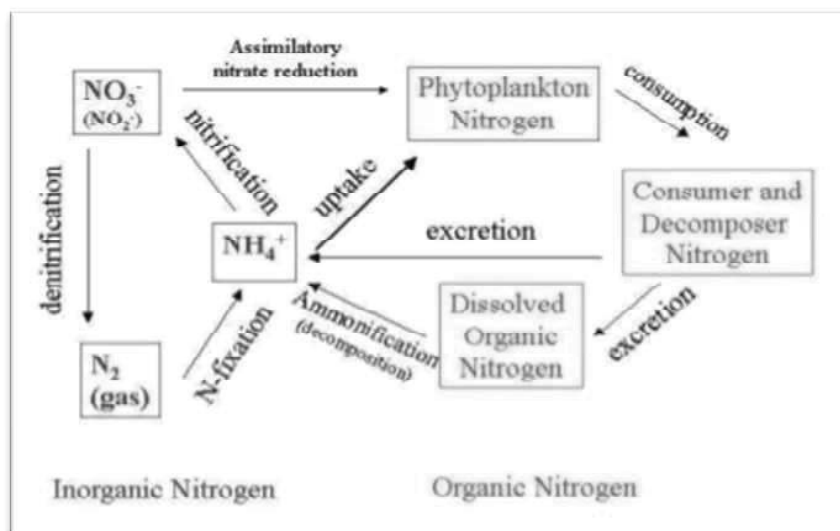 Assimilatory
nitrate reduction
NO₃⁻
(NO₂⁻)
Phytoplankton
Nitrogen
consumption
nitrification
uptake
denitrification
Consumer and
Decomposer
Nitrogen
NH₄⁺
excretion
Dissolved
Organic
Nitrogen
excretion
Ammonification
(decomposition)
N-fixation
N₂
(gas)
Inorganic Nitrogen
Organic Nitrogen